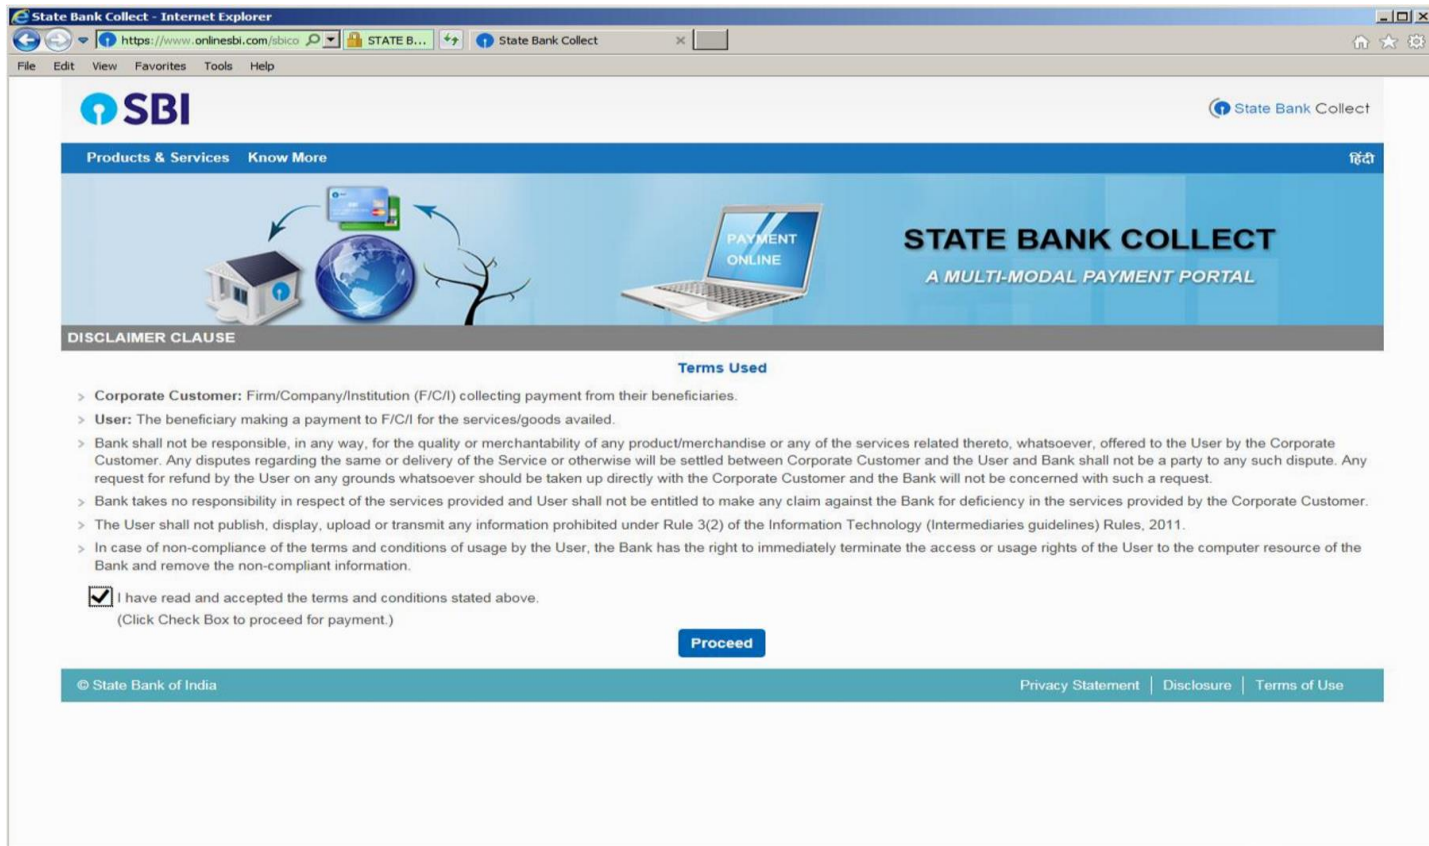 State Bank Collect - Internet Explorer
https://www.onlinesbi.com/sbico
STATE B...
State Bank Collect
File Edit View Favorites Tools Help
SBI
State Bank Collect
Products & Services Know More
हिंदी
PAYMENT
ONLINE
STATE BANK COLLECT
A MULTI-MODAL PAYMENT PORTAL
DISCLAIMER CLAUSE
Terms Used
> Corporate Customer: Firm/Company/Institution (F/C/I) collecting payment from their beneficiaries.
> User: The beneficiary making a payment to F/C/I for the services/goods availed.
> Bank shall not be responsible, in any way, for the quality or merchantability of any product/merchandise or any of the services related thereto, whatsoever, offered to the User by the Corporate
Customer. Any disputes regarding the same or delivery of the Service or otherwise will be settled between Corporate Customer and the User and Bank shall not be a party to any such dispute. Any
request for refund by the User on any grounds whatsoever should be taken up directly with the Corporate Customer and the Bank will not be concerned with such a request.
> Bank takes no responsibility in respect of the services provided and User shall not be entitled to make any claim against the Bank for deficiency in the services provided by the Corporate Customer.
> The User shall not publish, display, upload or transmit any information prohibited under Rule 3(2) of the Information Technology (Intermediaries guidelines) Rules, 2011.
> In case of non-compliance of the terms and conditions of usage by the User, the Bank has the right to immediately terminate the access or usage rights of the User to the computer resource of the
Bank and remove the non-compliant information.
I have read and accepted the terms and conditions stated above.
(Click Check Box to proceed for payment.)
Proceed
© State Bank of India
Privacy Statement | Disclosure | Terms of Use